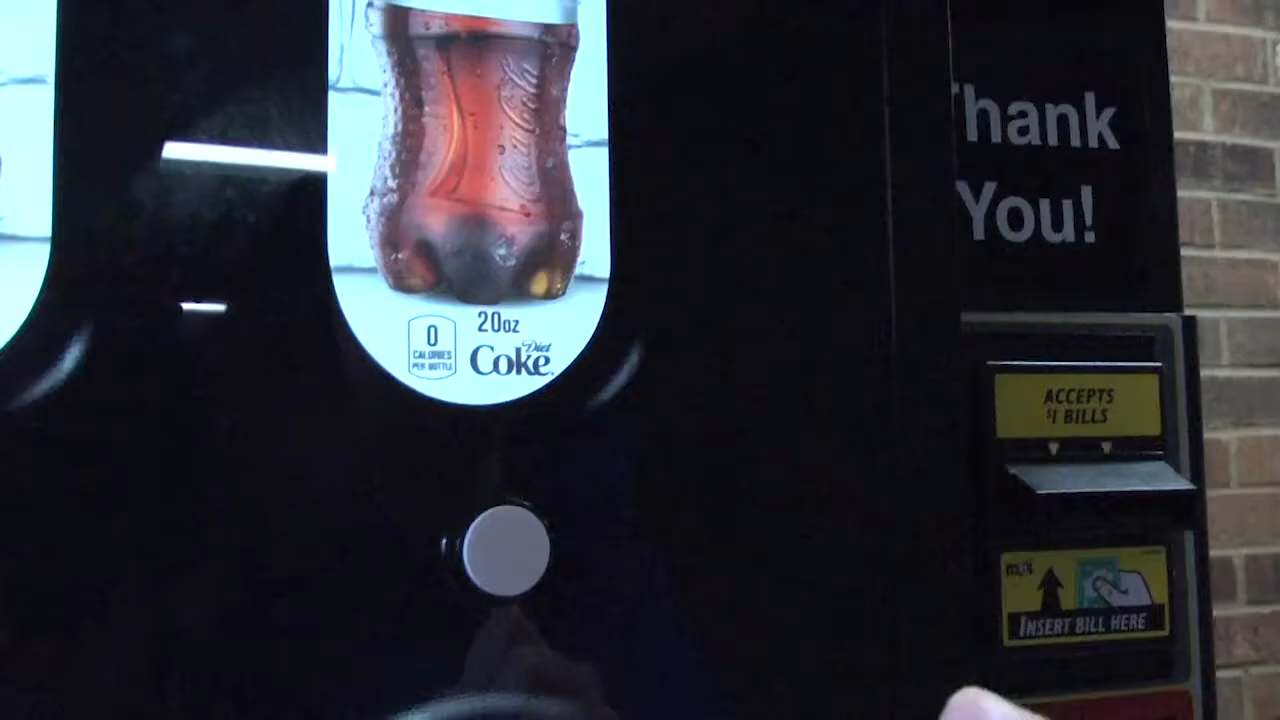 Coca-Cola
20oz
0
CALORIES
PER BOTTLE
Diet
Coke
Thank
You!
ACCEPTS
$1 BILLS
INSERT BILL HERE